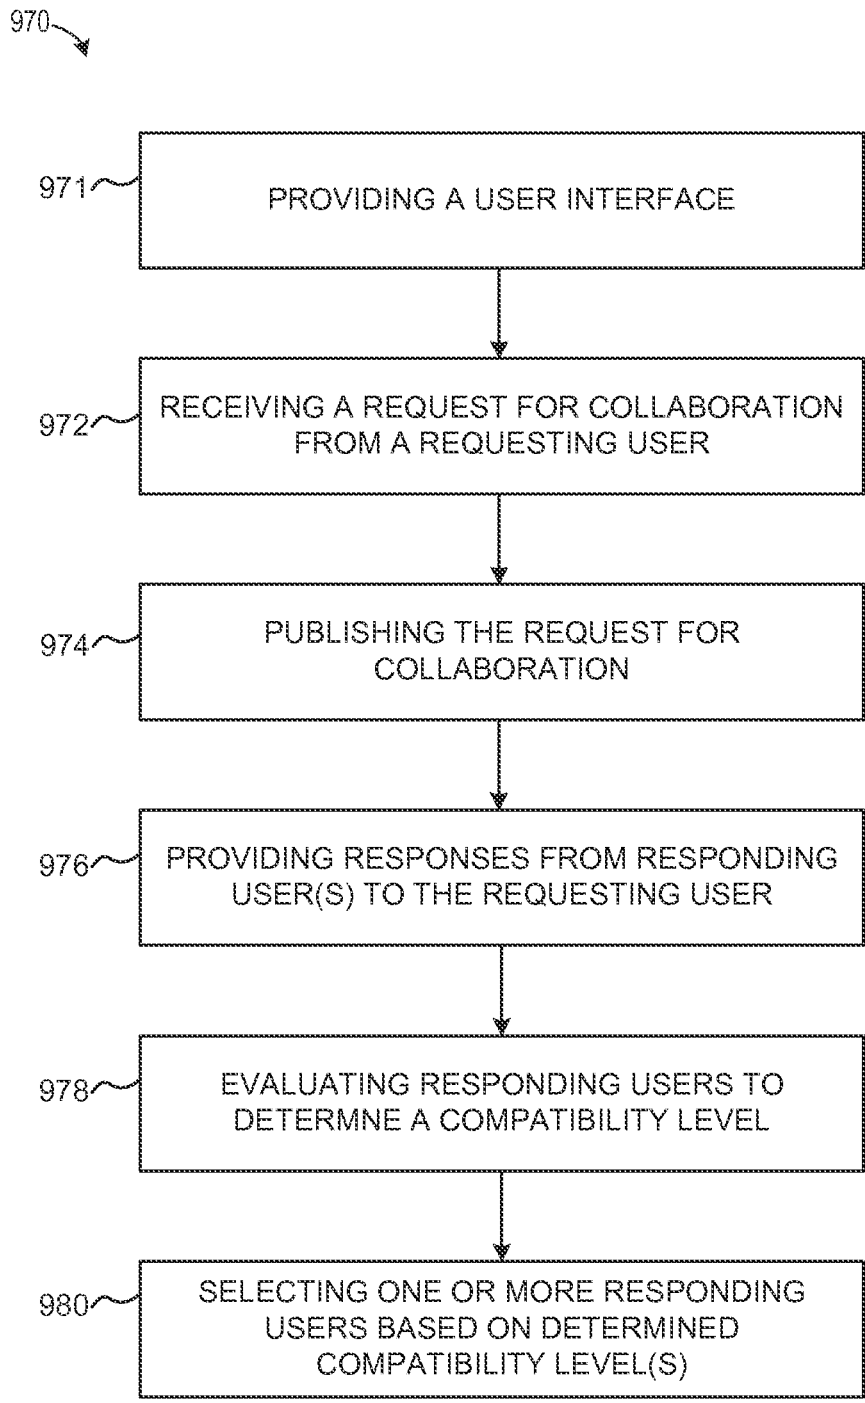 970
971
PROVIDING A USER INTERFACE
972
RECEIVING A REQUEST FOR COLLABORATION
FROM A REQUESTING USER
974
PUBLISHING THE REQUEST FOR
COLLABORATION
976
PROVIDING RESPONSES FROM RESPONDING
USER(S) TO THE REQUESTING USER
978
EVALUATING RESPONDING USERS TO
DETERMNE A COMPATIBILITY LEVEL
980
SELECTING ONE OR MORE RESPONDING
USERS BASED ON DETERMINED
COMPATIBILITY LEVEL(S)